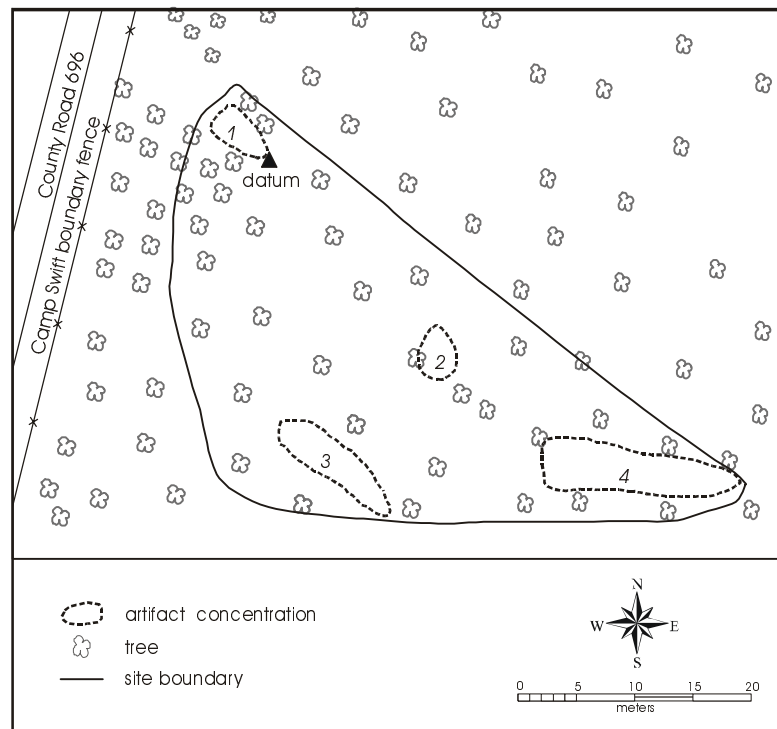 County Road 696
Camp Swift boundary fence
1
datum
2
3
4
artifact concentration
tree
site boundary
N
W E
S
0 5 10 15 20
meters